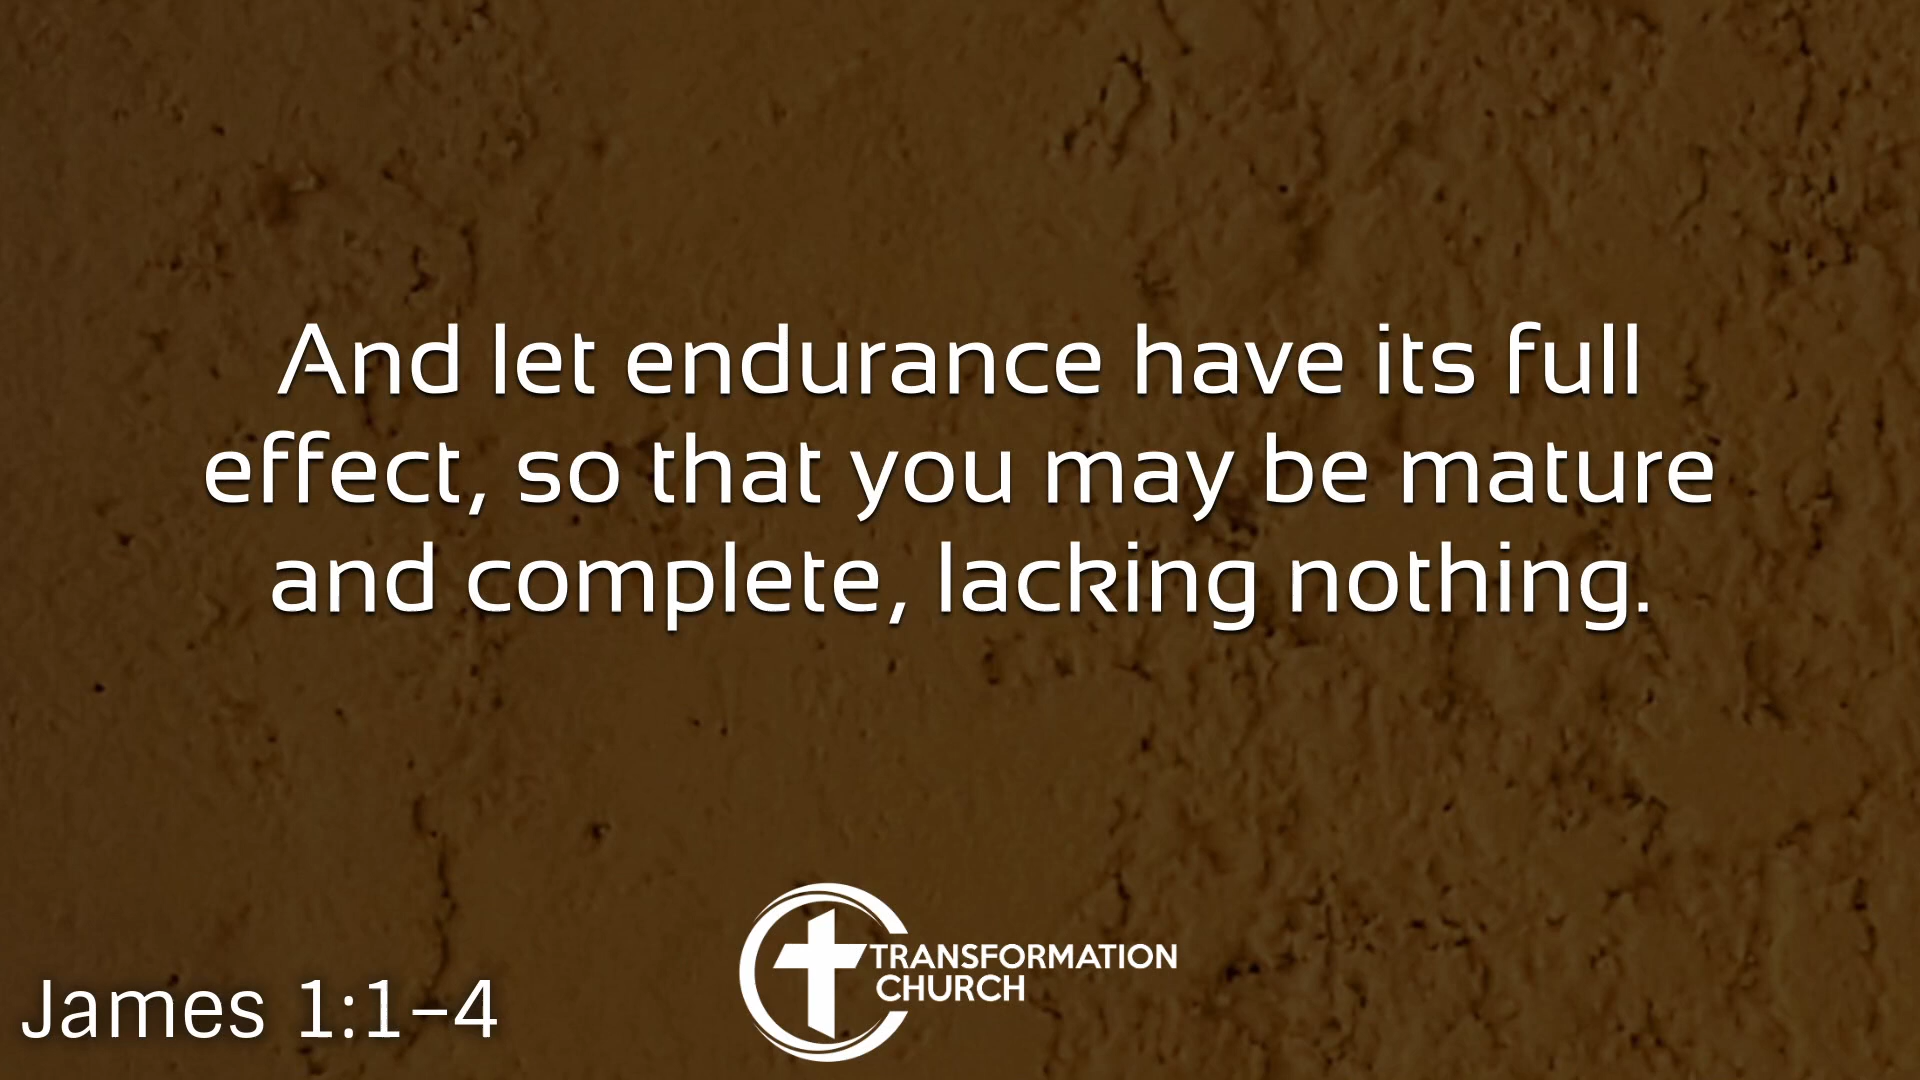 And let endurance have its full
effect, so that you may be mature
and complete, lacking nothing.
TRANSFORMATION
CHURCH
James 1:1–4